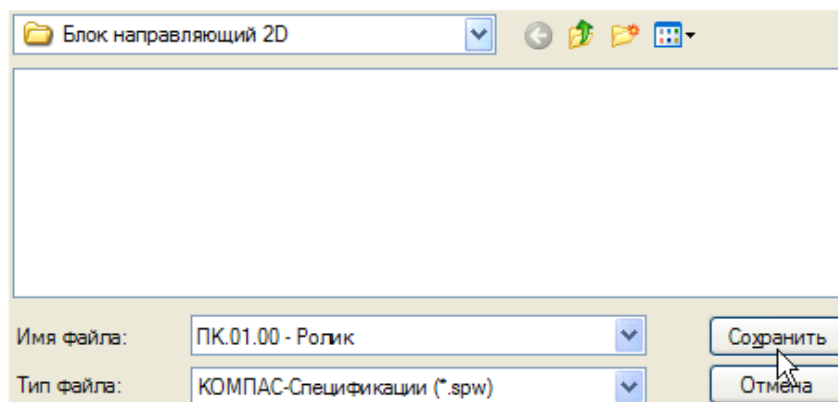 Блок направляющий 2D
Имя файла: ПК.01.00 - Ролик Сохранить
Тип файла: КОМПАС-Спецификации (*.spw) Отмена